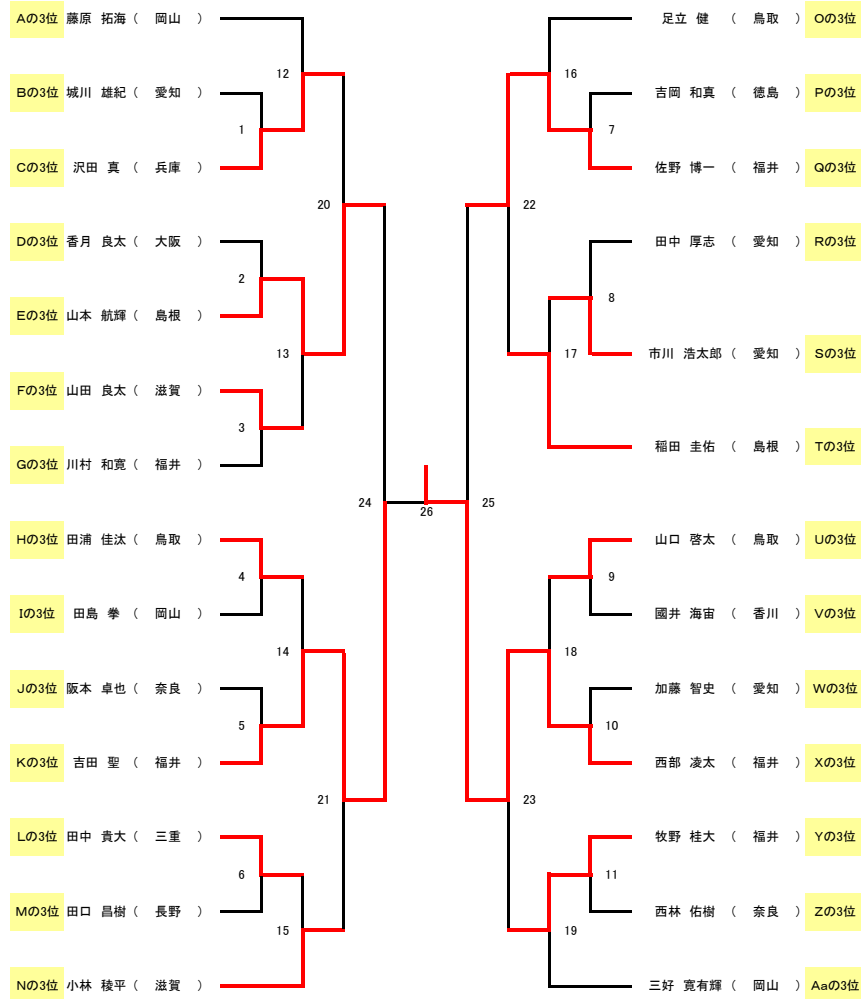 Aの3位 藤原 拓海（ 岡山 ）
Bの3位 城川 雄紀（ 愛知 ）
Cの3位 沢田 真（ 兵庫 ）
Dの3位 香月 良太（ 大阪 ）
Eの3位 山本 航輝（ 島根 ）
Fの3位 山田 良太（ 滋賀 ）
Gの3位 川村 和寛（ 福井 ）
Hの3位 田浦 佳汰（ 鳥取 ）
Iの3位 田島 拳（ 岡山 ）
Jの3位 阪本 卓也（ 奈良 ）
Kの3位 吉田 聖（ 福井 ）
Lの3位 田中 貴大（ 三重 ）
Mの3位 田口 昌樹（ 長野 ）
Nの3位 小林 稜平（ 滋賀 ）
1
2
3
4
5
6
12
13
14
15
20
21
24
26
25
22
23
16
17
18
19
7
8
9
10
11
足立 健（ 鳥取 ） Oの3位
吉岡 和真（ 徳島 ） Pの3位
佐野 博一（ 福井 ） Qの3位
田中 厚志（ 愛知 ） Rの3位
市川 浩太郎（ 愛知 ） Sの3位
稲田 圭佑（ 島根 ） Tの3位
山口 啓太（ 鳥取 ） Uの3位
國井 海宙（ 香川 ） Vの3位
加藤 智史（ 愛知 ） Wの3位
西部 凌太（ 福井 ） Xの3位
牧野 桂大（ 福井 ） Yの3位
西林 佑樹（ 奈良 ） Zの3位
三好 寛有輝（ 岡山 ） Aaの3位